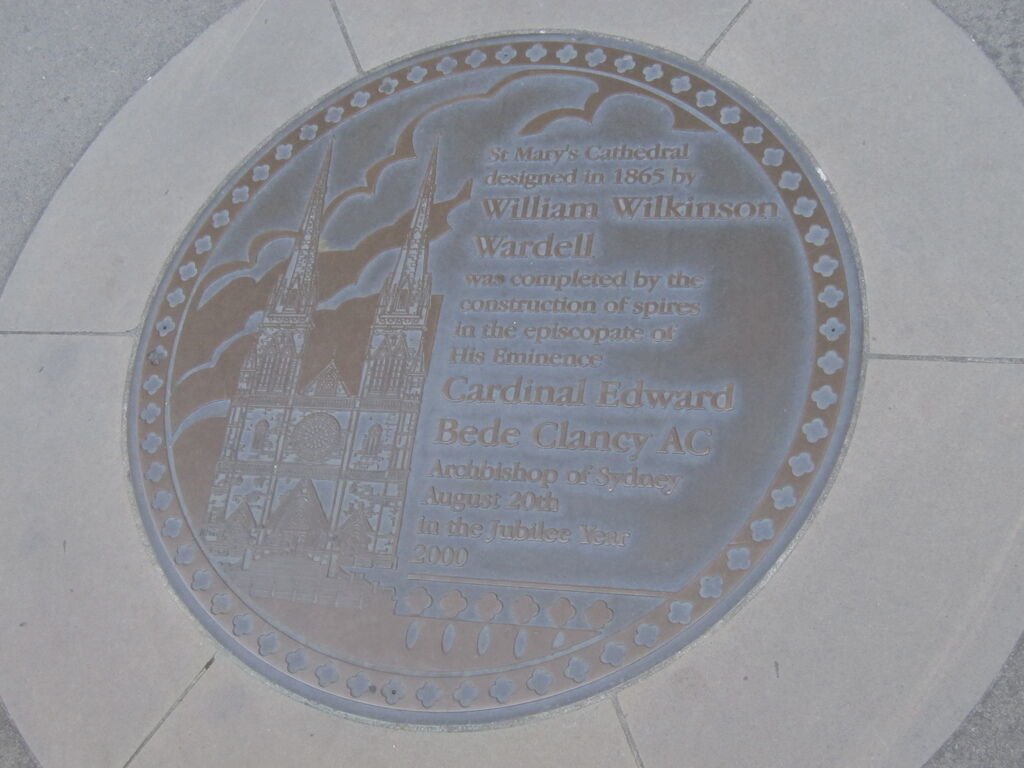 St Mary's Cathedral
designed in 1865 by
William Wilkinson
Wardell
was completed by the
construction of spires
in the episcopate of
His Eminence
Cardinal Edward
Bede Clancy AC
Archbishop of Sydney
August 20th
in the Jubilee Year
2000